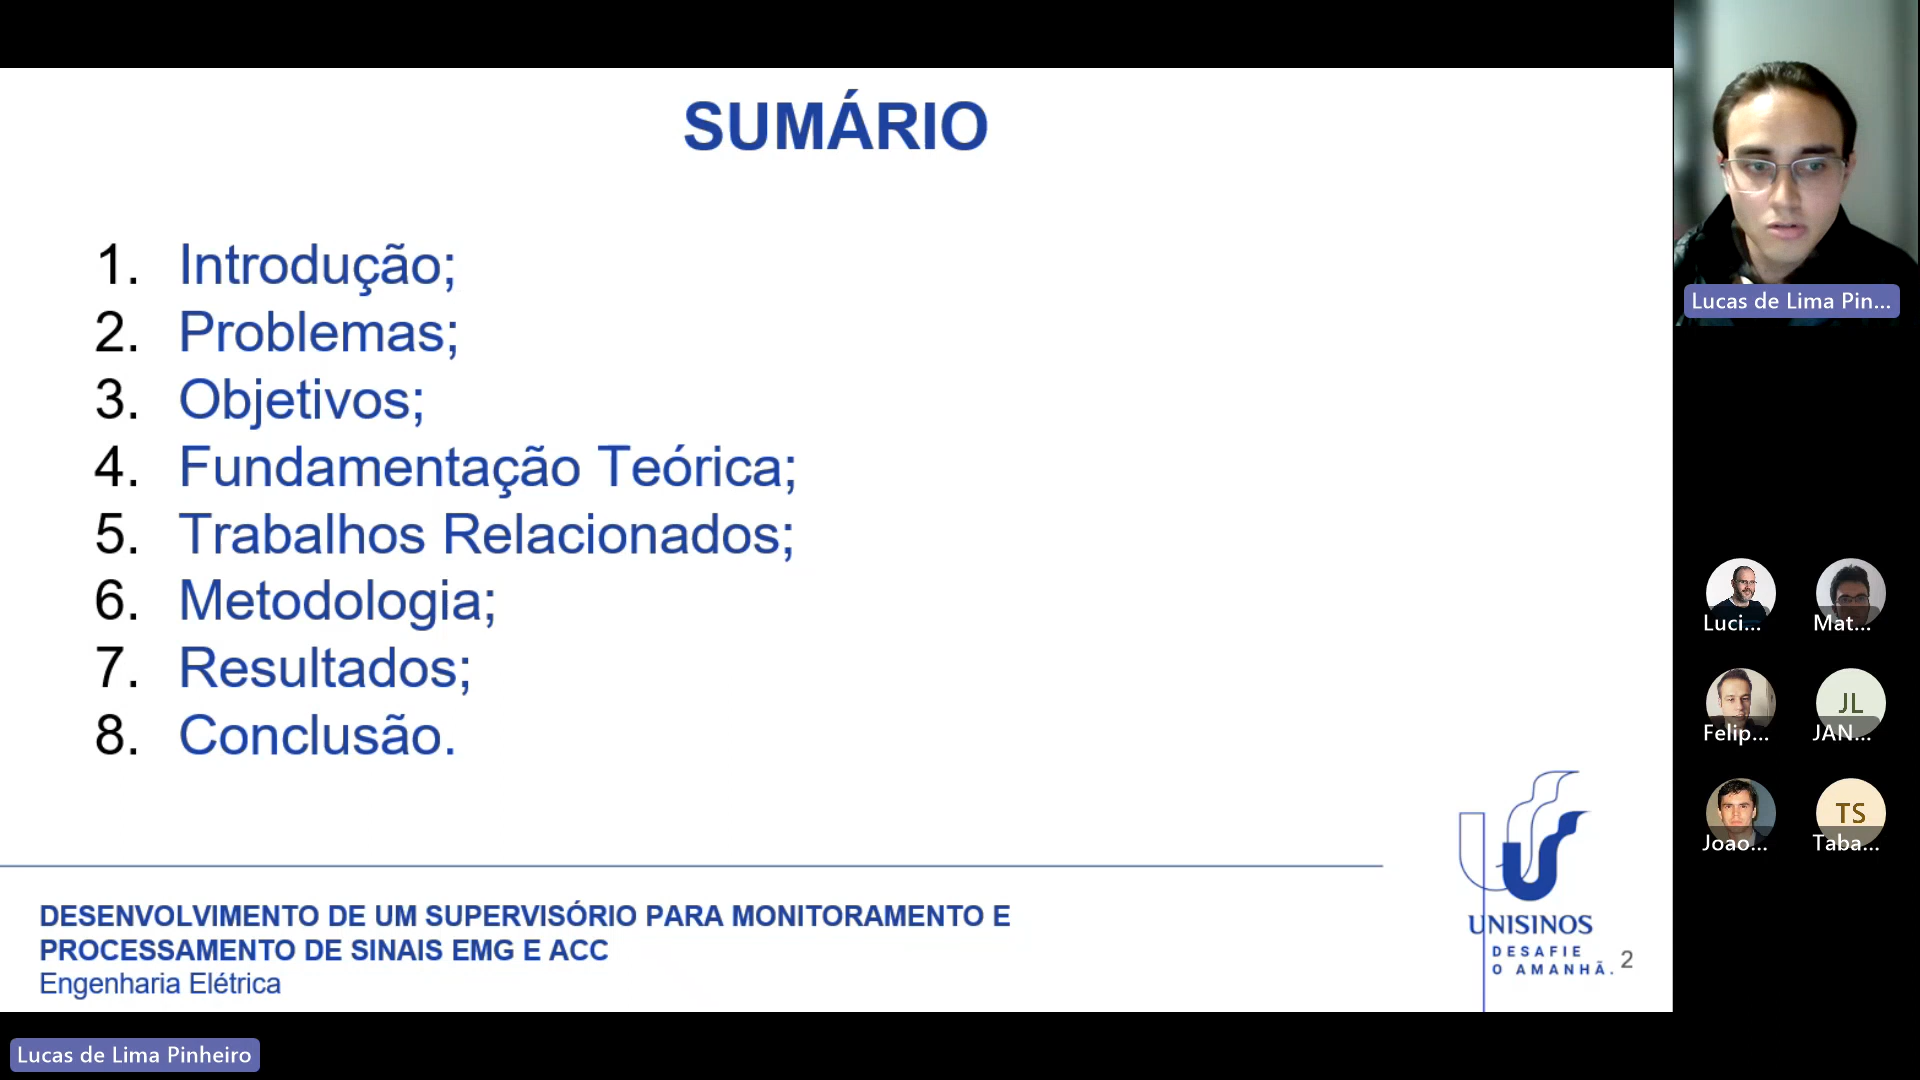 SUMÁRIO
1. Introdução;
2. Problemas;
3. Objetivos;
4. Fundamentação Teórica;
5. Trabalhos Relacionados;
6. Metodologia;
7. Resultados;
8. Conclusão.
DESENVOLVIMENTO DE UM SUPERVISÓRIO PARA MONITORAMENTO E
PROCESSAMENTO DE SINAIS EMG E ACC
Engenharia Elétrica
UNISINOS
DESAFIE
O AMANHÃ.
2
Lucas de Lima Pinheiro
Lucas de Lima Pin...
Luci...
Mat...
Felip...
JL
JAN...
Joao...
TS
Taba...